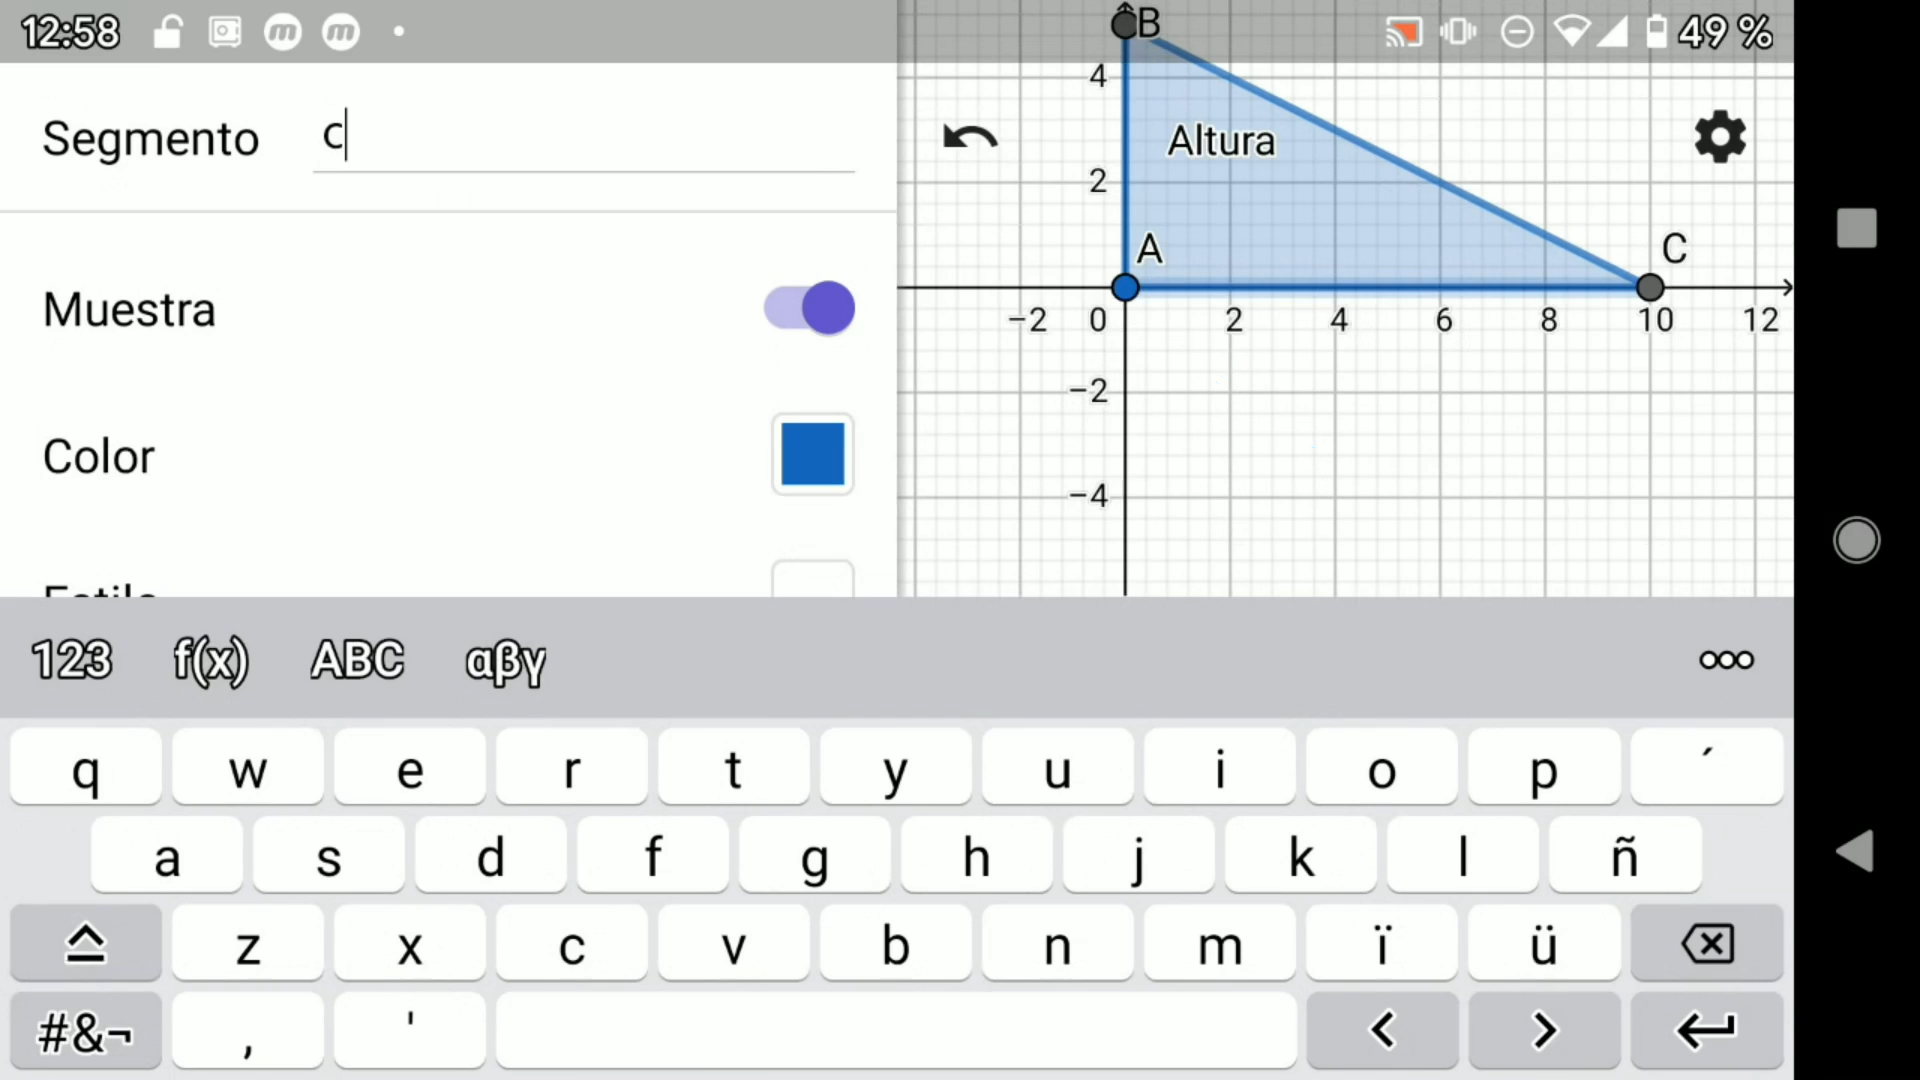 12:58
49 %
Segmento c
Muestra
Color
Estilo
B
4
Altura
2
A
C
−2 0 2 4 6 8 10 12
−2
−4
123 f(x) ABC αβγ
q w e r t y u i o p ´
a s d f g h j k l ñ
z x c v b n m ï ü
#&¬ , ' < >